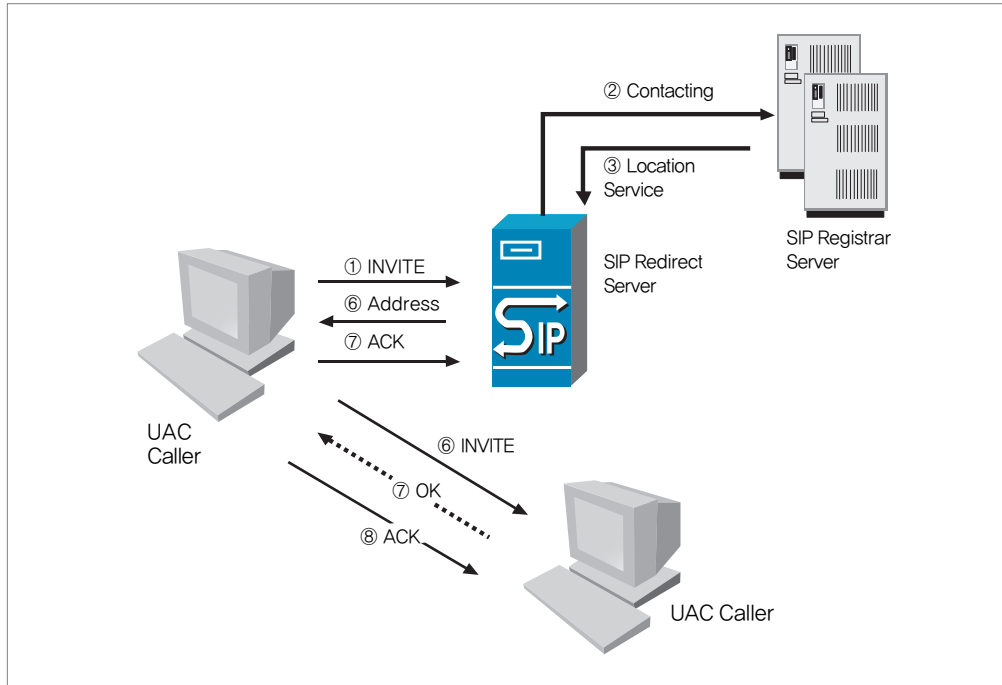 ② Contacting
③ Location
Service
SIP Registrar
Server
① INVITE
⑥ Address
⑦ ACK
SIP
SIP Redirect
Server
UAC
Caller
⑥ INVITE
⑦ OK
⑧ ACK
UAC Caller